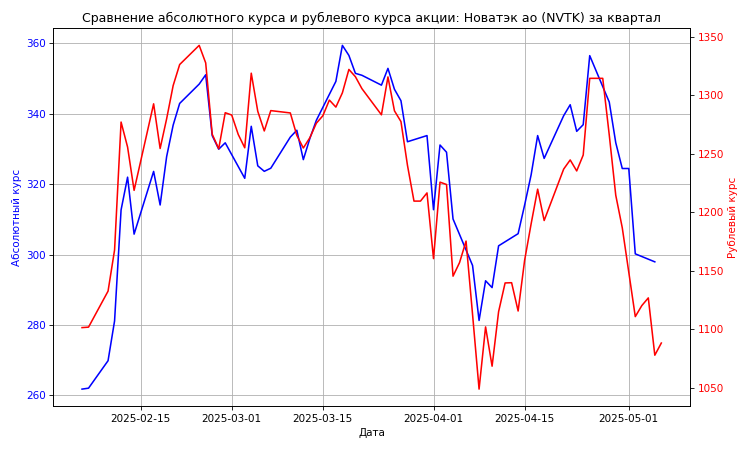 Сравнение абсолютного курса и рублевого курса акции: Новатэк ао (NVTK) за квартал
360
340
320
300
280
260
Абсолютный курс
1350
1300
1250
1200
1150
1100
1050
Рублевый курс
2025-02-15 2025-03-01 2025-03-15 2025-04-01 2025-04-15 2025-05-01
Дата